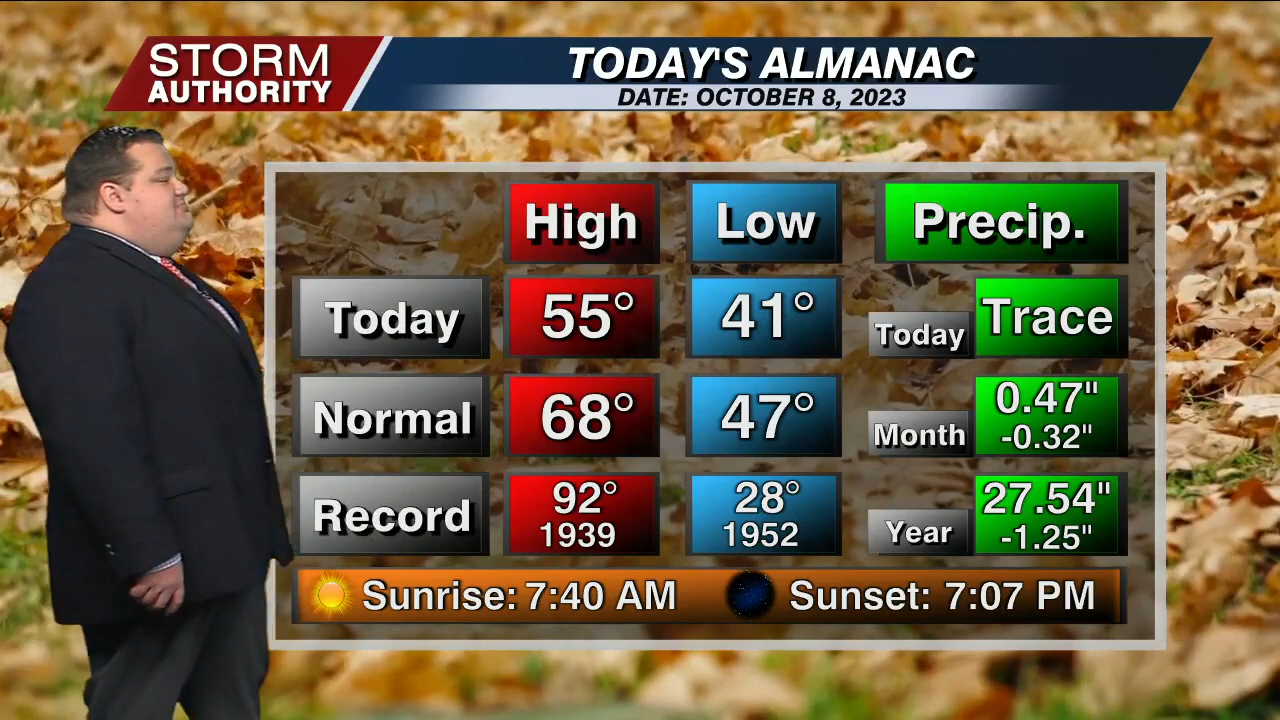 STORM
AUTHORITY
TODAY'S ALMANAC
DATE: OCTOBER 8, 2023
High Low Precip.
Today 55° 41° Today Trace
Normal 68° 47° Month 0.47"
-0.32"
Record 92° 28° Year 27.54"
1939 1952 -1.25"
Sunrise: 7:40 AM Sunset: 7:07 PM